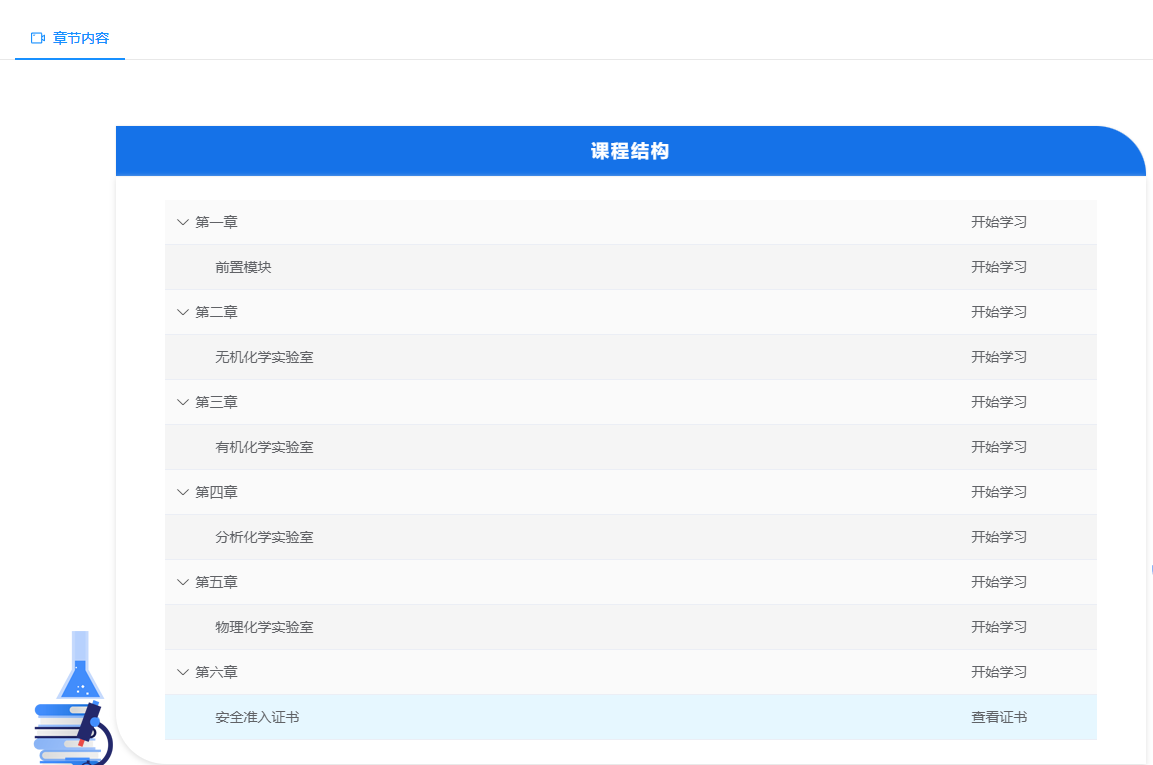 章节内容
课程结构
第一章 开始学习
前置模块 开始学习
第二章 开始学习
无机化学实验室 开始学习
第三章 开始学习
有机化学实验室 开始学习
第四章 开始学习
分析化学实验室 开始学习
第五章 开始学习
物理化学实验室 开始学习
第六章 开始学习
安全准入证书 查看证书